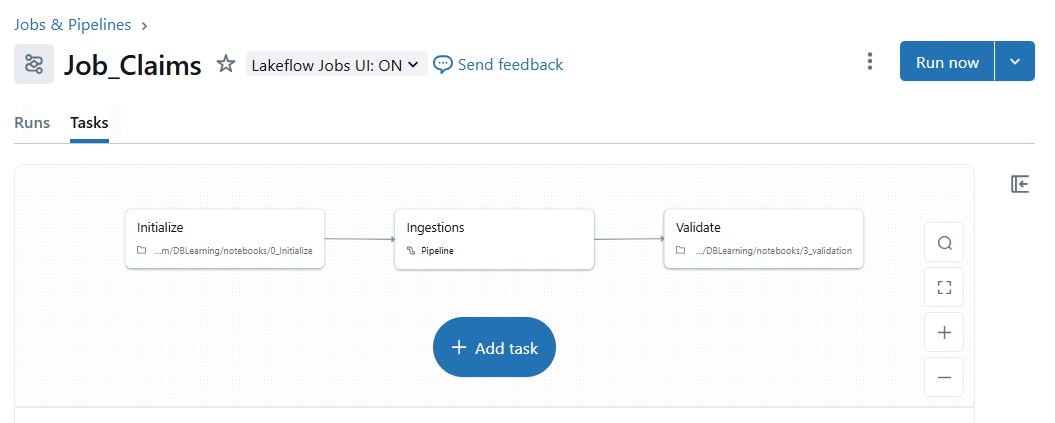 Jobs & Pipelines
Job_Claims Lakeflow Jobs UI: ON Send feedback Run now
Runs Tasks
Initialize
...m/DBLearning/notebooks/0_Initialize
Ingestions
Pipeline
Validate
.../DBLearning/notebooks/3_validation
Add task